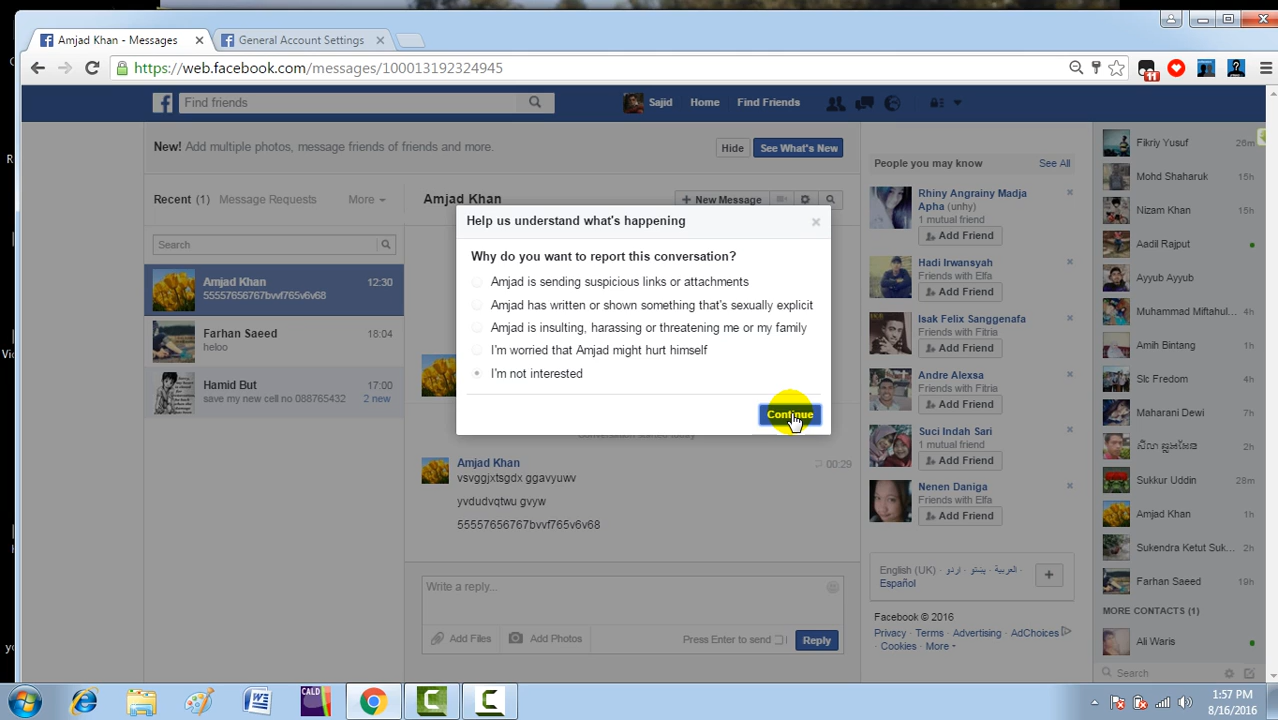 Amjad Khan - Messages
General Account Settings
https://web.facebook.com/messages/100013192324945
11
Find friends
Sajid Home Find Friends
New! Add multiple photos, message friends of friends and more.
Hide See What's New
Recent (1) Message Requests More
Search
Amjad Khan 12:30
55557656767bvvf765v6v68
Farhan Saeed 18:04
heloo
Hamid But 17:00
save my new cell no 088765432 2 new
Amjad Khan
+ New Message
Help us understand what's happening
Why do you want to report this conversation?
Amjad is sending suspicious links or attachments
Amjad has written or shown something that's sexually explicit
Amjad is insulting, harassing or threatening me or my family
I'm worried that Amjad might hurt himself
I'm not interested
Continue
Conversation started today
Amjad Khan 00:29
vsvggjxtsgdx ggavyuwv
yvdudvqtwu gvyw
55557656767bvvf765v6v68
Write a reply...
Add Files Add Photos Press Enter to send Reply
People you may know See All
Rhiny Angrainy Madja
Apha (unhy)
1 mutual friend
Add Friend
Hadi Irwansyah
Friends with Elfa
Add Friend
Isak Felix Sanggenafa
Friends with Fitria
Add Friend
Andre Alexsa
Friends with Fitria
Add Friend
Suci Indah Sari
1 mutual friend
Add Friend
Nenen Daniga
Friends with Elfa
Add Friend
English (UK) · پښتو · اردو · العربية ·
Español
Facebook © 2016
Privacy · Terms · Advertising · AdChoices
· Cookies · More
Fikriy Yusuf 26m
Mohd Shaharuk 15h
Nizam Khan 15h
Aadil Rajput
Ayyub Ayyub
Muhammad Miftahul... 1h
Amih Bintang 1h
Slc Freedom 4h
Maharani Dewi 7h
1h
Sukkur Uddin 28m
Amjad Khan 1h
Sukendra Ketut Suk... 2h
Farhan Saeed 19h
MORE CONTACTS (1)
Ali Waris
Search
CALD
1:57 PM
8/16/2016